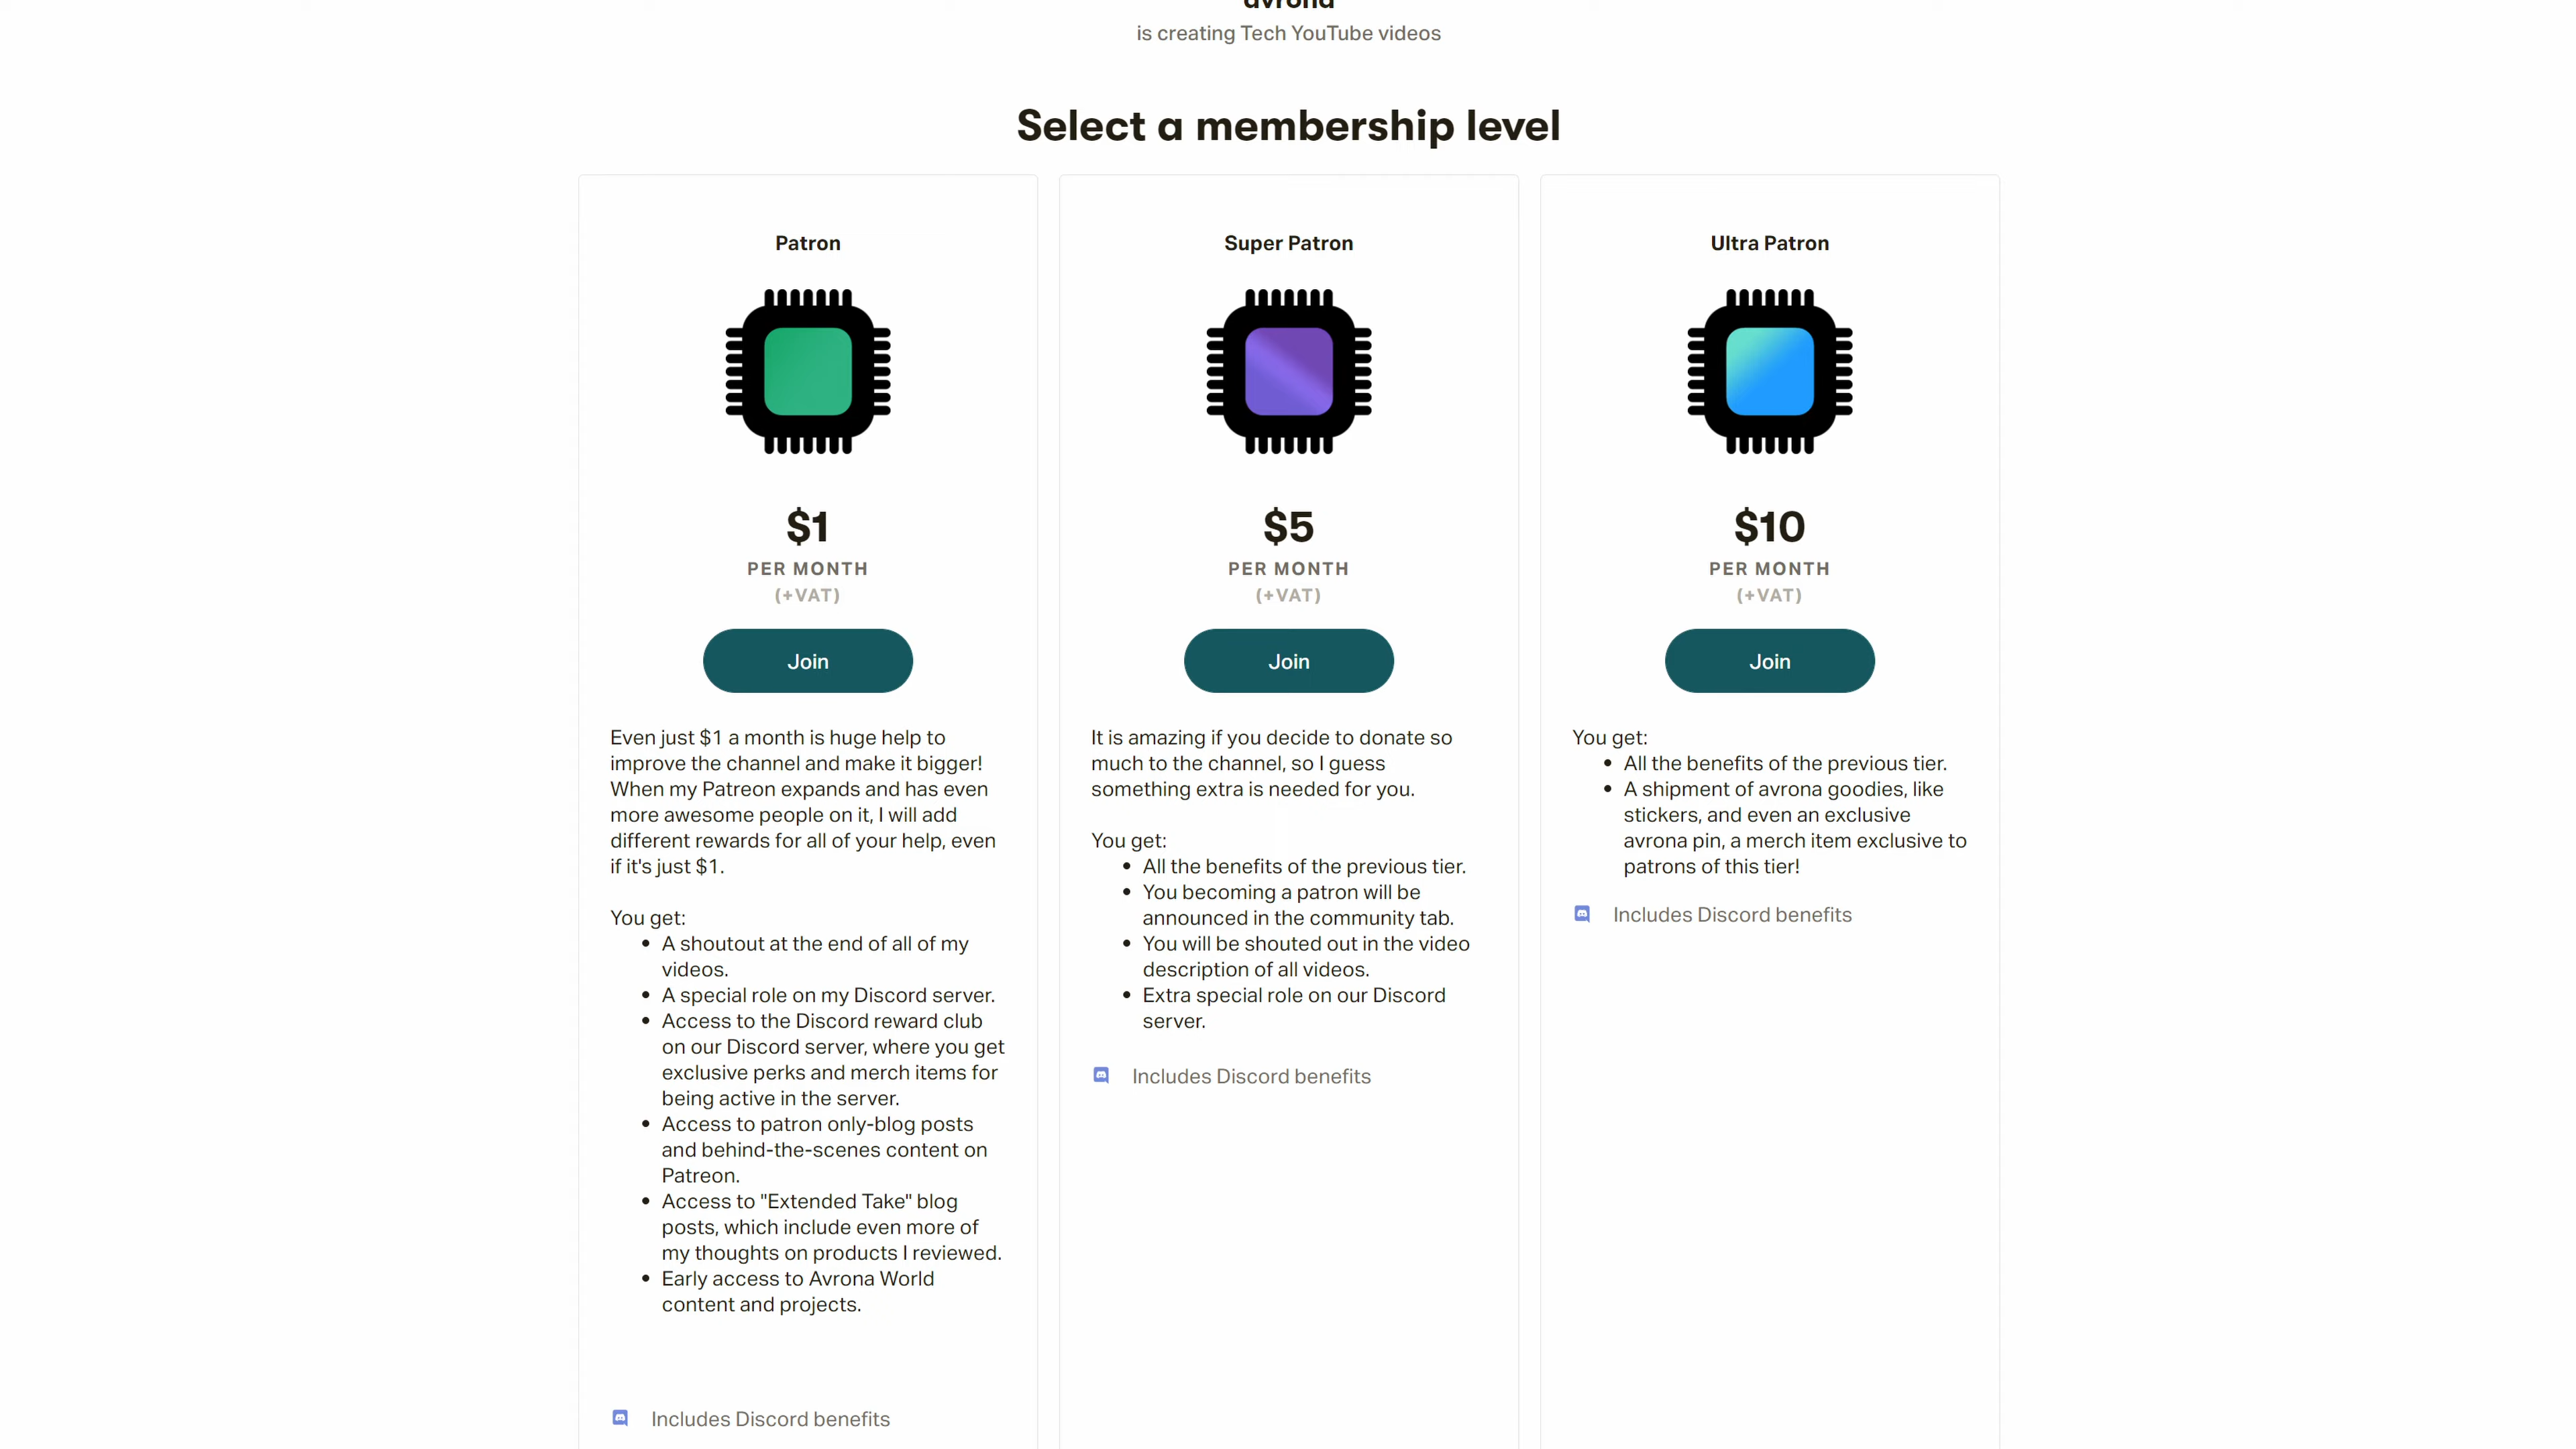 avrona
is creating Tech YouTube videos
Select a membership level
Patron
$1
PER MONTH
(+VAT)
Join
Even just $1 a month is huge help to
improve the channel and make it bigger!
When my Patreon expands and has even
more awesome people on it, I will add
different rewards for all of your help, even
if it's just $1.
You get:
• A shoutout at the end of all of my
videos.
• A special role on my Discord server.
• Access to the Discord reward club
on our Discord server, where you get
exclusive perks and merch items for
being active in the server.
• Access to patron only-blog posts
and behind-the-scenes content on
Patreon.
• Access to "Extended Take" blog
posts, which include even more of
my thoughts on products I reviewed.
• Early access to Avrona World
content and projects.
Includes Discord benefits
Super Patron
$5
PER MONTH
(+VAT)
Join
It is amazing if you decide to donate so
much to the channel, so I guess
something extra is needed for you.
You get:
• All the benefits of the previous tier.
• You becoming a patron will be
announced in the community tab.
• You will be shouted out in the video
description of all videos.
• Extra special role on our Discord
server.
Includes Discord benefits
Ultra Patron
$10
PER MONTH
(+VAT)
Join
You get:
• All the benefits of the previous tier.
• A shipment of avrona goodies, like
stickers, and even an exclusive
avrona pin, a merch item exclusive to
patrons of this tier!
Includes Discord benefits